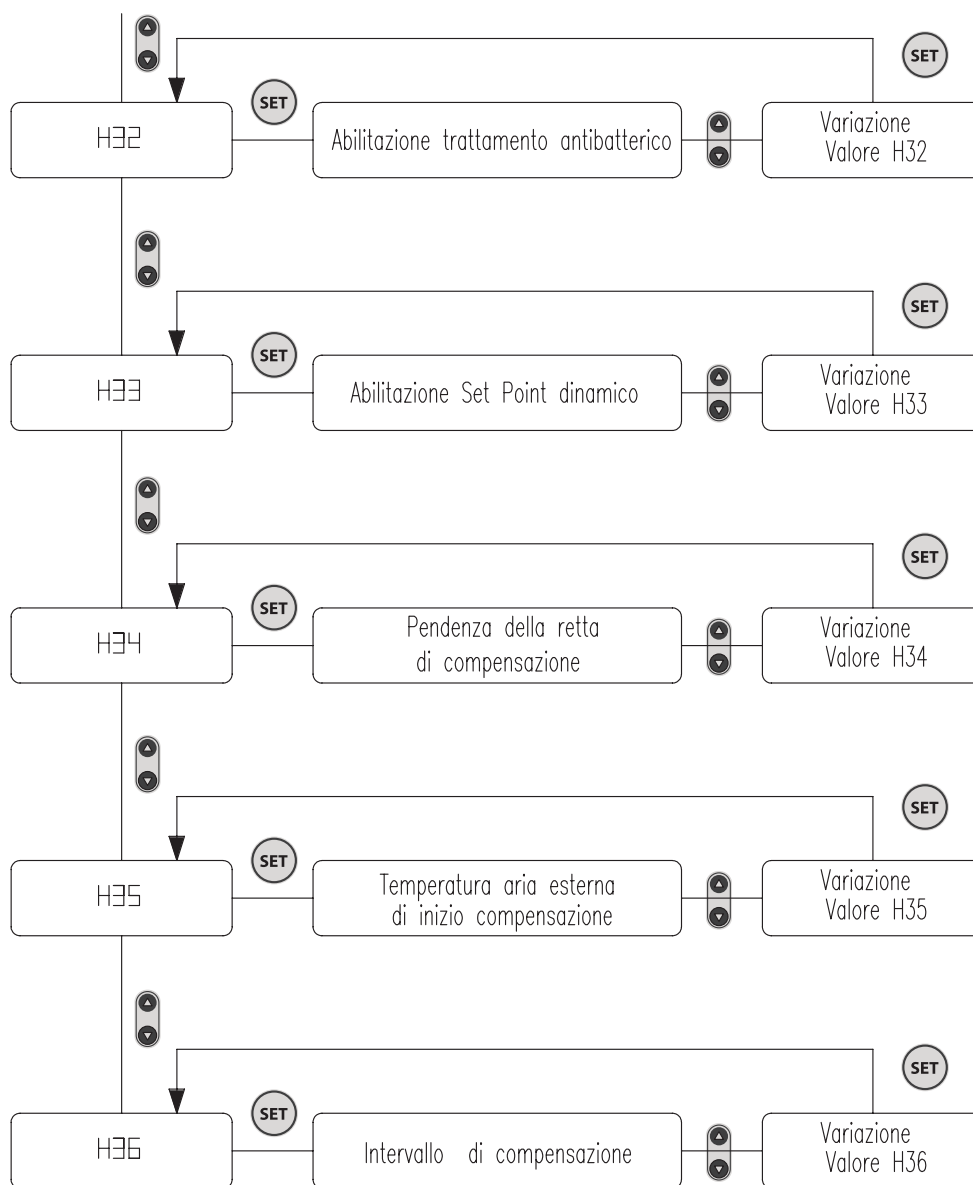 SET
SET
H32
Abilitazione trattamento antibatterico
Variazione
Valore H32
SET
SET
H33
Abilitazione Set Point dinamico
Variazione
Valore H33
SET
SET
H34
Pendenza della retta
di compensazione
Variazione
Valore H34
SET
SET
H35
Temperatura aria esterna
di inizio compensazione
Variazione
Valore H35
SET
SET
H36
Intervallo di compensazione
Variazione
Valore H36